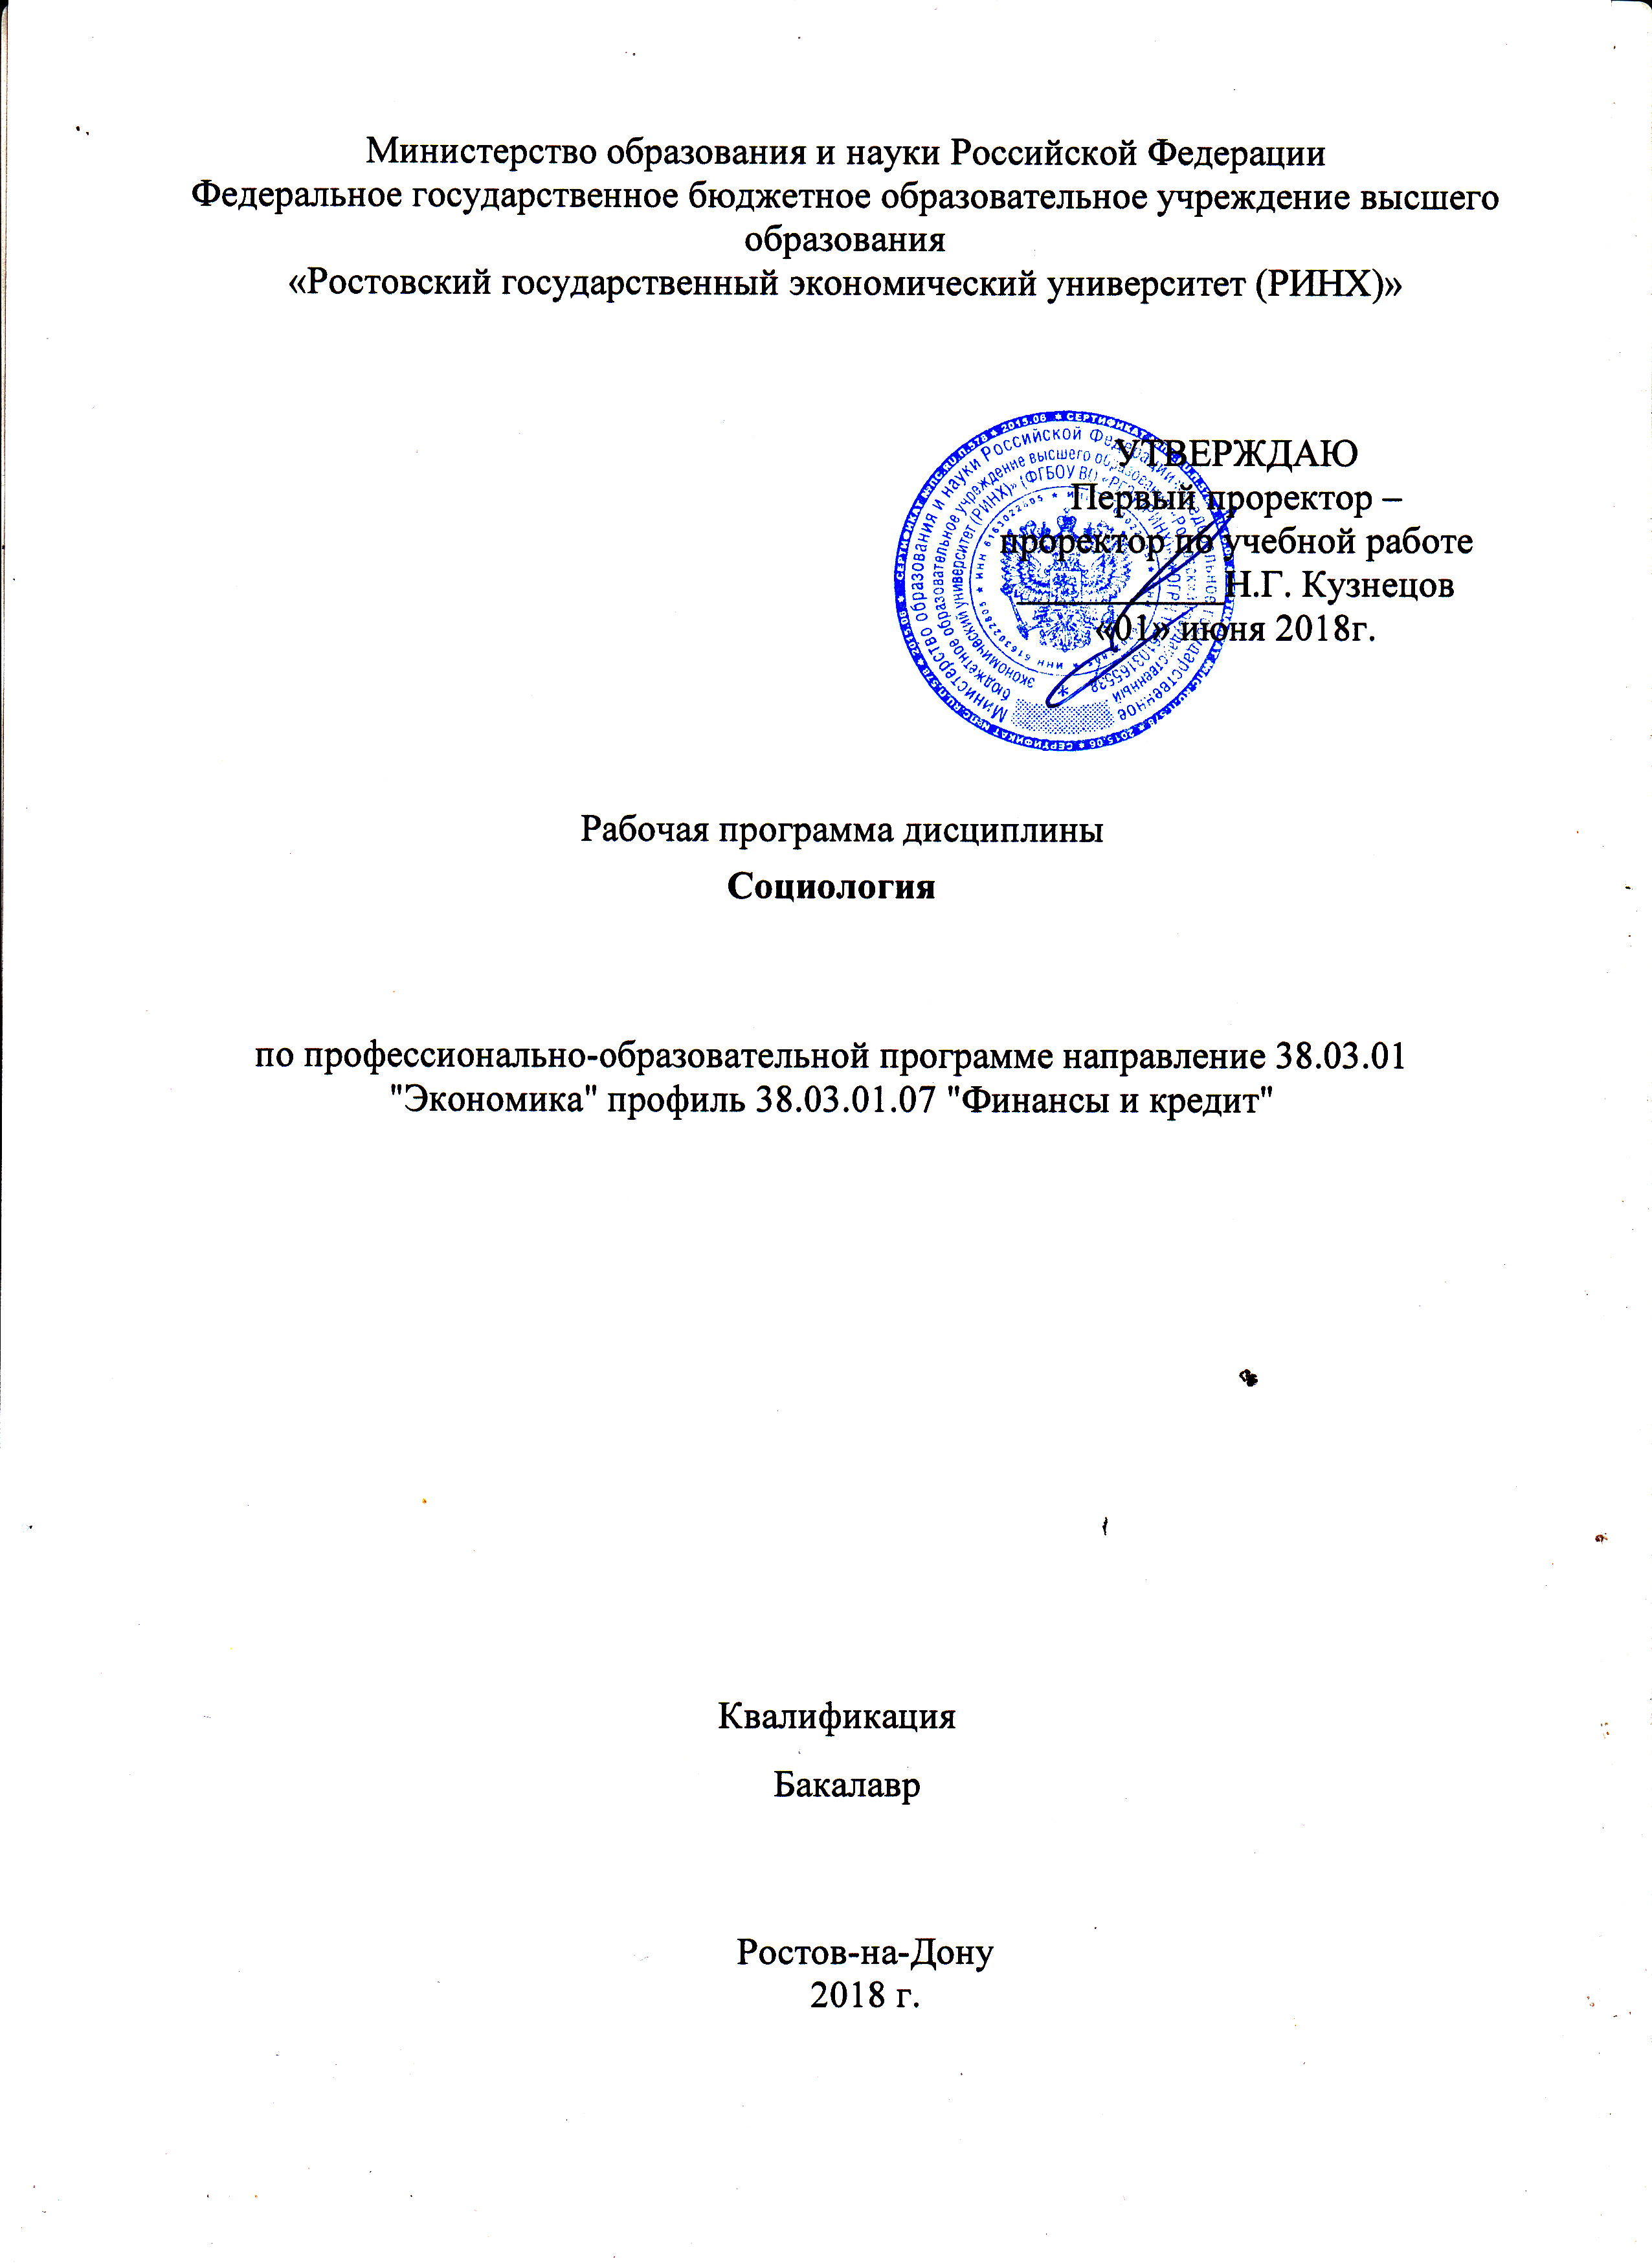 Министерство образования и науки Российской Федерации
Федеральное государственное бюджетное образовательное учреждение высшего
образования
«Ростовский государственный экономический университет (РИНХ)»
УТВЕРЖДАЮ
Первый проректор –
проректор по учебной работе
Н.Г. Кузнецов
«01» июня 2018г.
Рабочая программа дисциплины
Социология
по профессионально-образовательной программе направление 38.03.01
"Экономика" профиль 38.03.01.07 "Финансы и кредит"
Квалификация
Бакалавр
Ростов-на-Дону
2018 г.